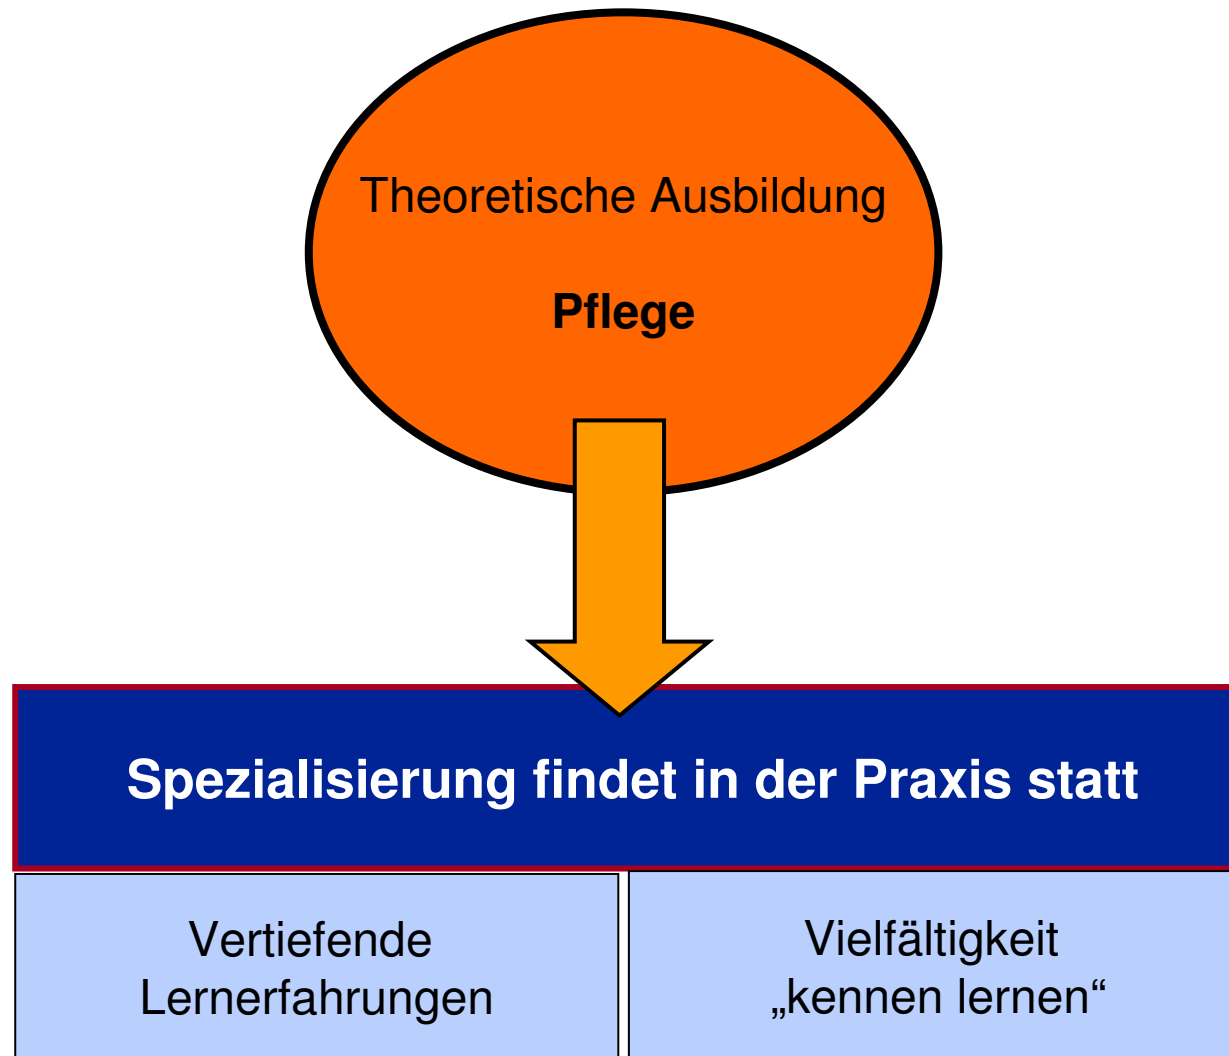 Theoretische Ausbildung
Pflege
Spezialisierung findet in der Praxis statt
Vertiefende
Lernerfahrungen
Vielfältigkeit
„kennen lernen“